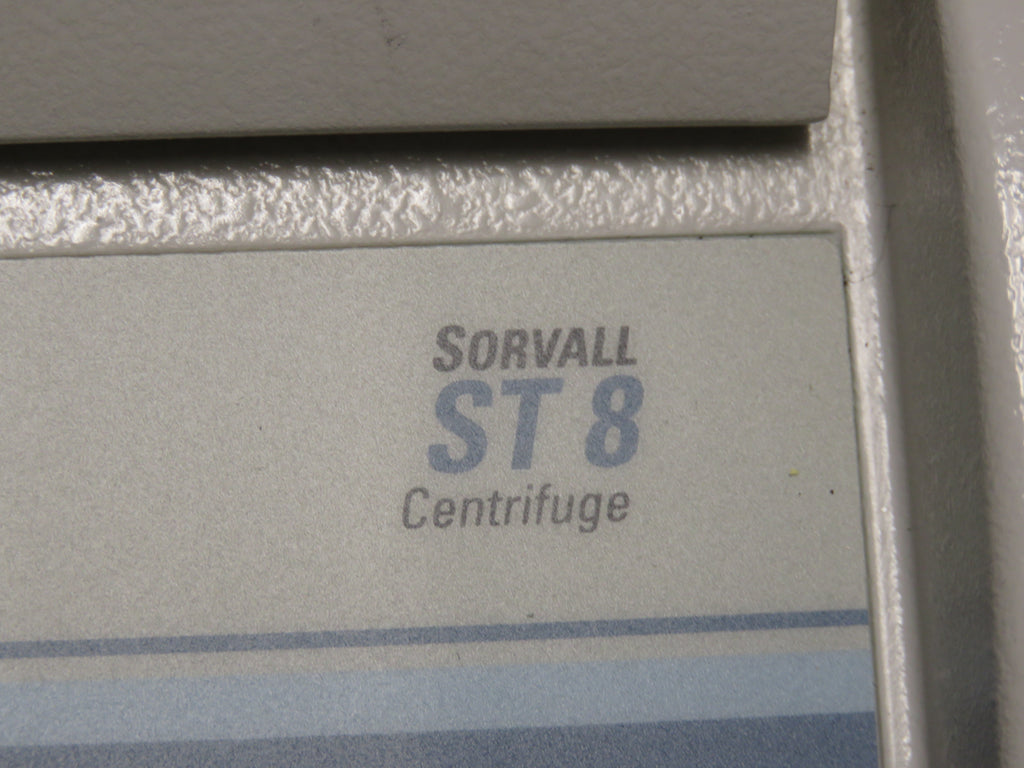 SORVALL
ST 8
Centrifuge